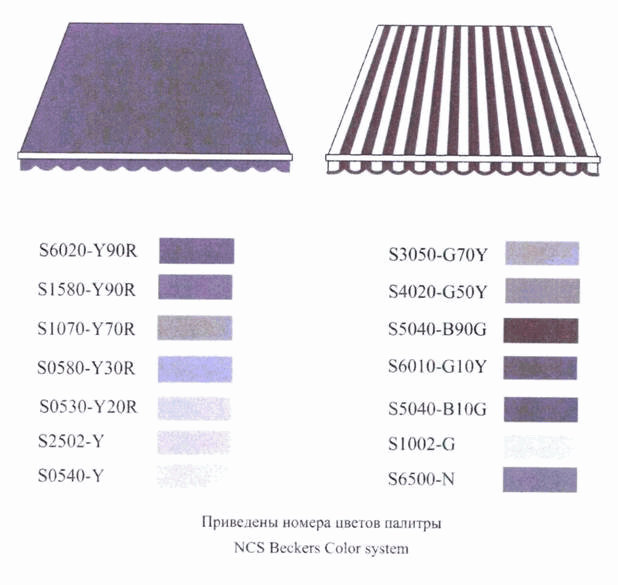 S6020-Y90R
S1580-Y90R
S1070-Y70R
S0580-Y30R
S0530-Y20R
S2502-Y
S0540-Y
S3050-G70Y
S4020-G50Y
S5040-B90G
S6010-G10Y
S5040-B10G
S1002-G
S6500-N
Приведены номера цветов палитры
NCS Beckers Color system